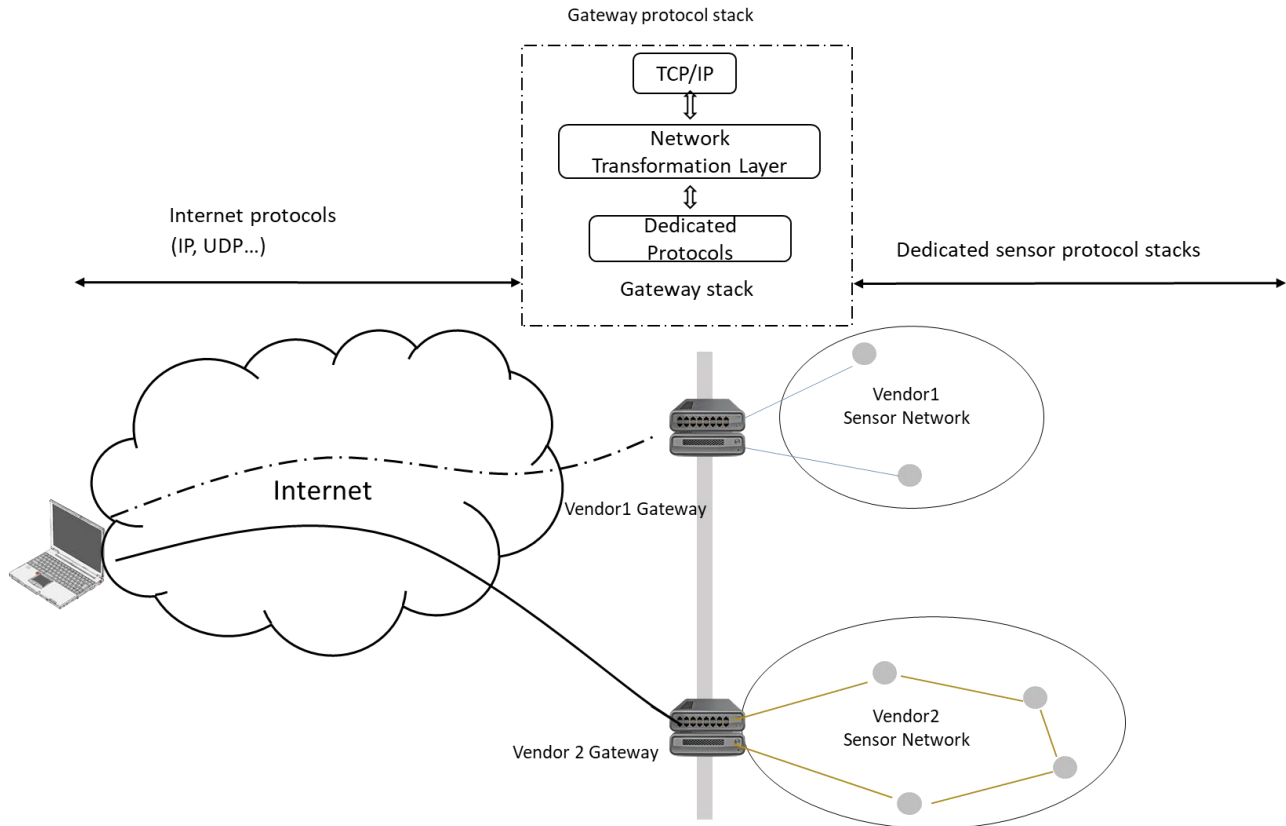 Gateway protocol stack
TCP/IP
Network
Transformation Layer
Dedicated
Protocols
Gateway stack
Internet protocols
(IP, UDP...)
Dedicated sensor protocol stacks
Vendor1
Sensor Network
Internet
Vendor1 Gateway
Vendor2
Sensor Network
Vendor 2 Gateway